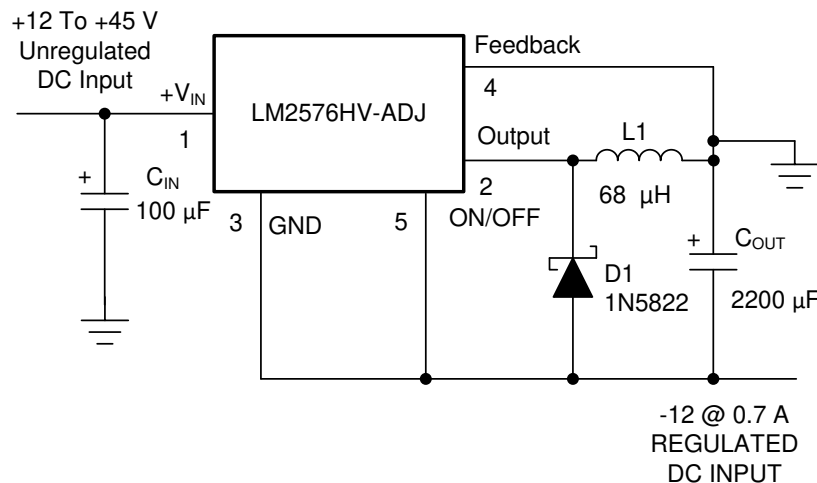 +12 To +45 V
Unregulated
DC Input
Feedback
+VIN
4
LM2576HV-ADJ
L1
1
Output
+
CIN
100 µF
2
68 µH
3
GND
5
ON/OFF
+
COUT
D1
1N5822
2200 µF
-12 @ 0.7 A
REGULATED
DC INPUT